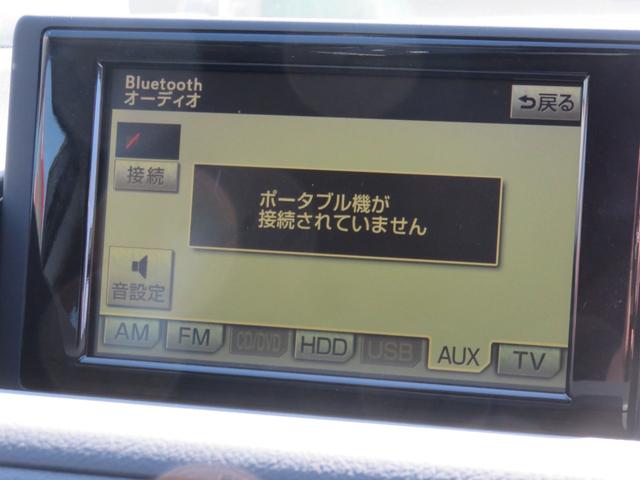 Bluetooth
オーディオ
戻る
接続
ポータブル機が
接続されていません
音設定
AM FM CD/DVD HDD USB AUX TV